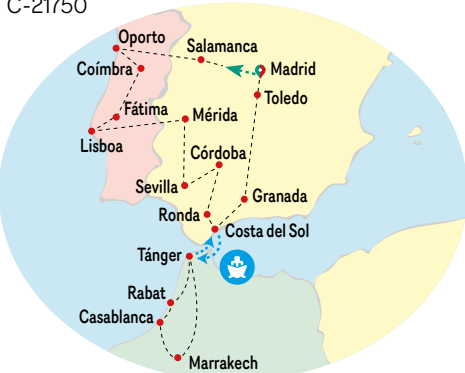 C-21750
Oporto
Salamanca
Coímbra
Madrid
Toledo
Fátima
Mérida
Lisboa
Córdoba
Sevilla
Granada
Ronda
Costa del Sol
Tánger
Rabat
Casablanca
Marrakech